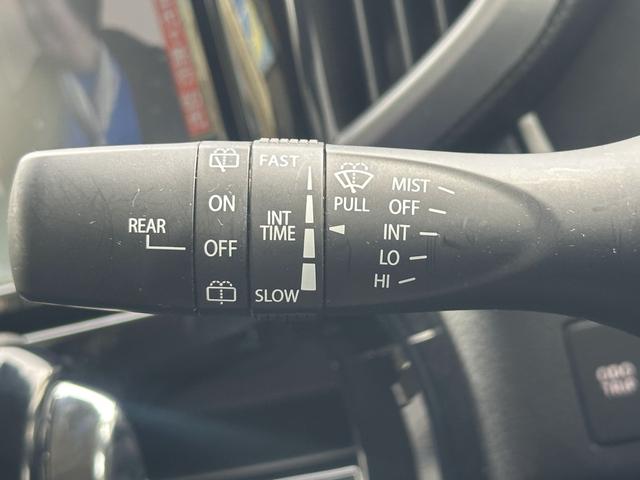 REAR
ON
OFF
FAST
INT
TIME
SLOW
PULL
MIST
OFF
INT
LO
HI